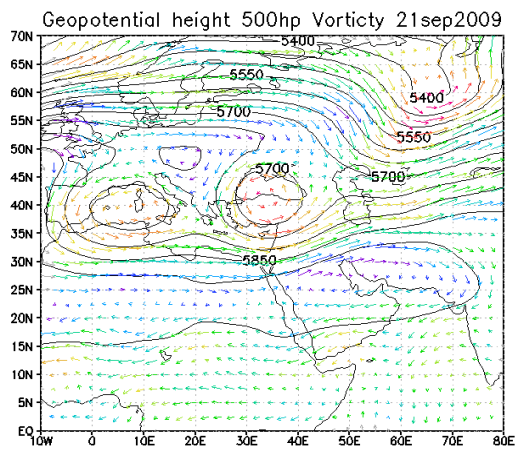 Geopotential height 500hp Vorticty 21sep2009
70N
5400
65N
5550
60N
5400
5700
55N
5550
50N
5700
5700
45N
40N
35N
5850
30N
25N
20N
15N
10N
5N
EQ
10W 0 10E 20E 30E 40E 50E 60E 70E 80E